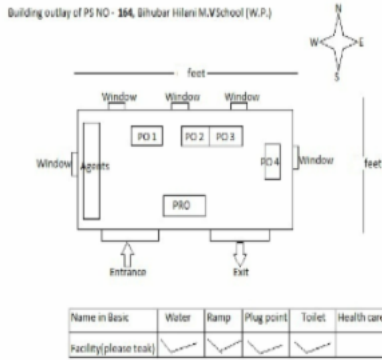 Building outlay of PS NO - 164, Bihubar Hilani M.VSchool (W.P.)
N
W E
S
feet
Window Window Window
PO 1 PO 2 PO 3
Window Agents PO 4 Window feet
PRO
Entrance Exit
Name in Basic Water Ramp Plug point Toilet Health care
Facility(please teak)